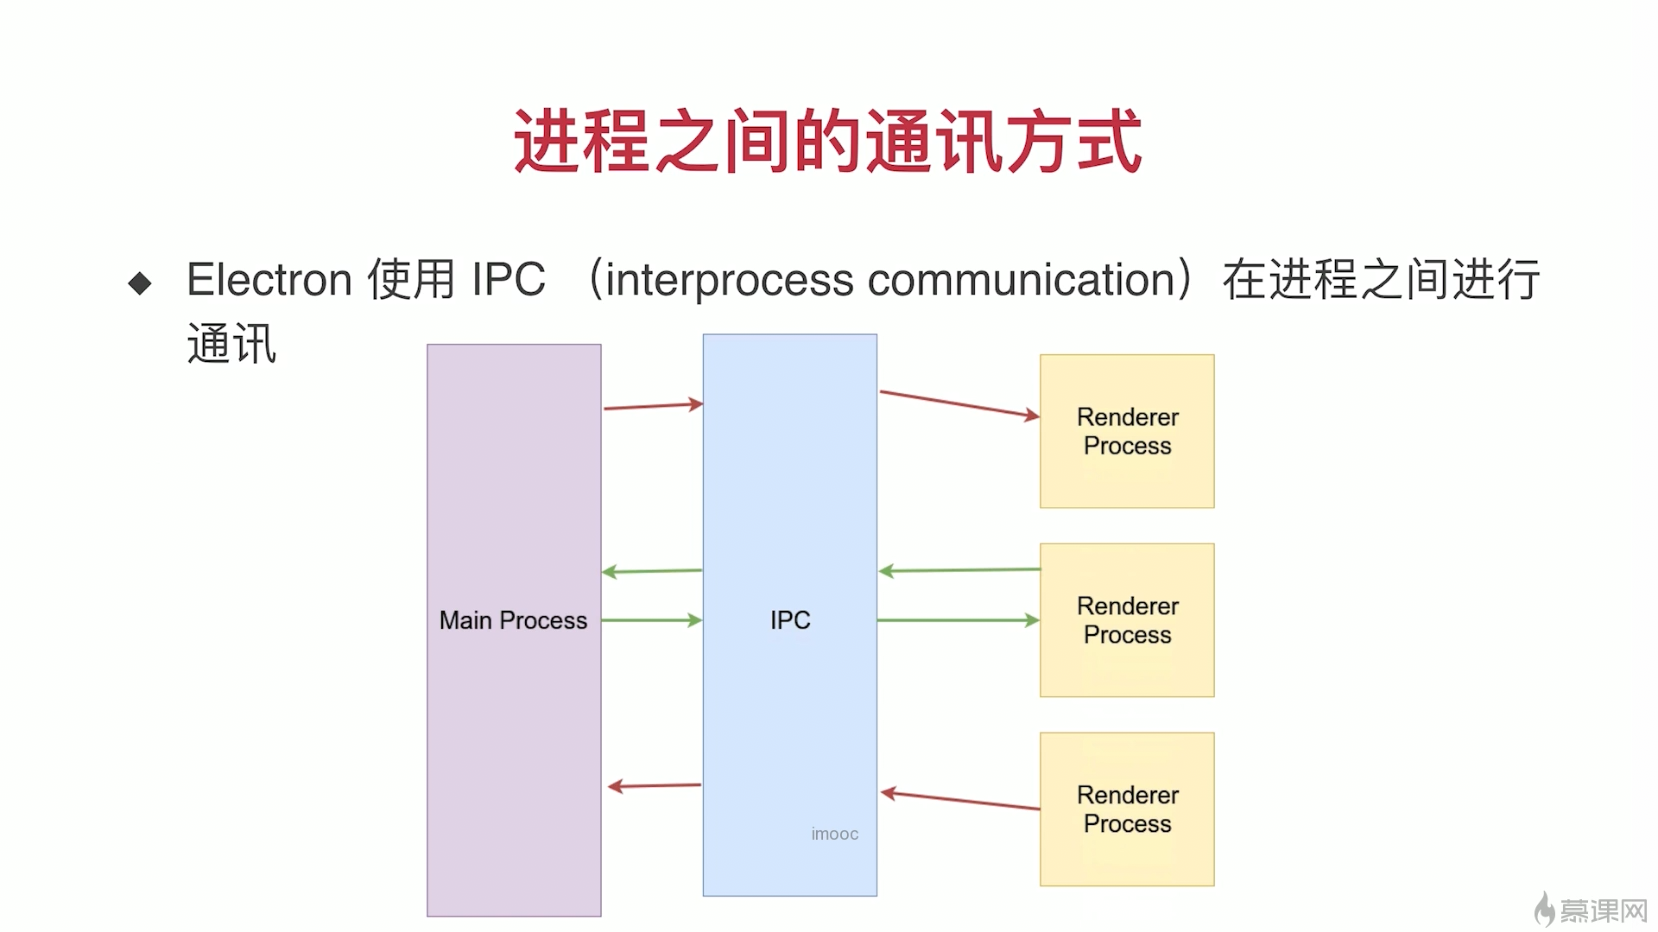 进程之间的通讯方式
◆ Electron 使用 IPC （interprocess communication）在进程之间进行
通讯
Main Process
IPC
Renderer
Process
Renderer
Process
Renderer
Process
imooc
慕课网